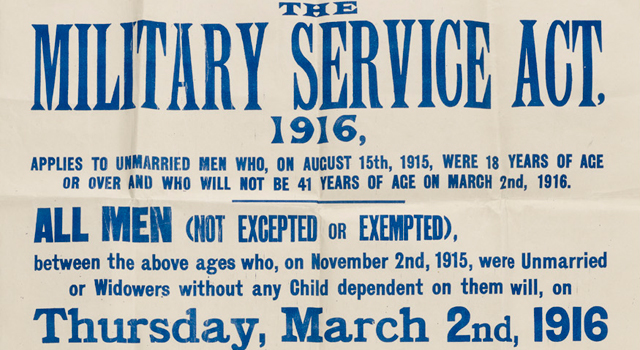 THE
MILITARY SERVICE ACT,
1916,
APPLIES TO UNMARRIED MEN WHO, ON AUGUST 15th, 1915, WERE 18 YEARS OF AGE
OR OVER AND WHO WILL NOT BE 41 YEARS OF AGE ON MARCH 2nd, 1916.
ALL MEN (NOT EXCEPTED OR EXEMPTED),
between the above ages who, on November 2nd, 1915, were Unmarried
or Widowers without any Child dependent on them will, on
Thursday, March 2nd, 1916